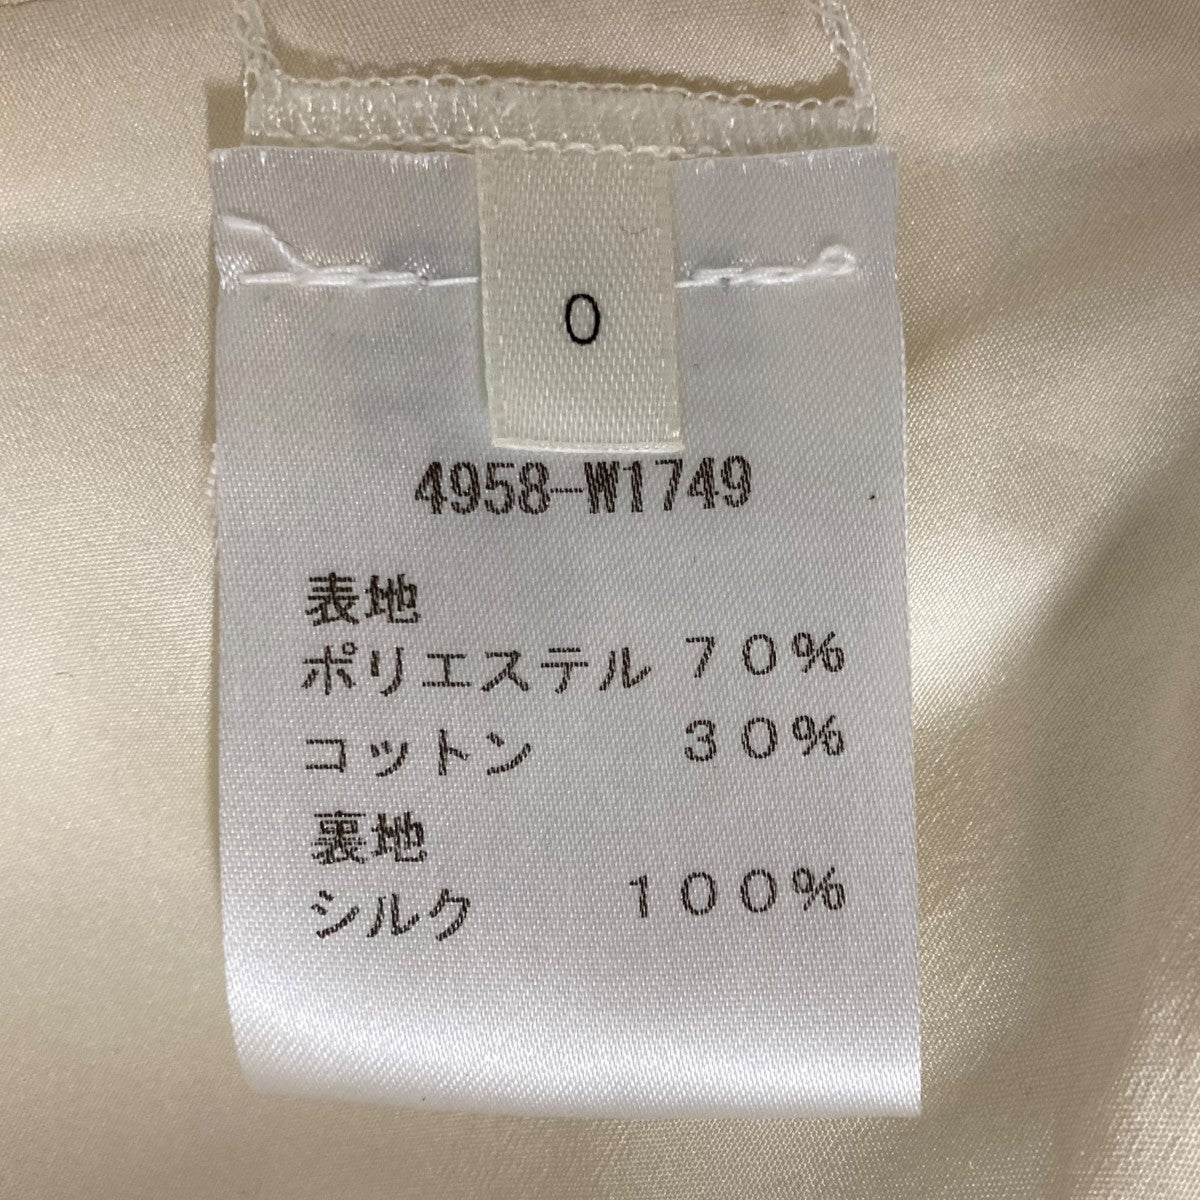 0
4958-W1749
表地
ポリエステル 70%
コットン 30%
裏地
シルク 100%